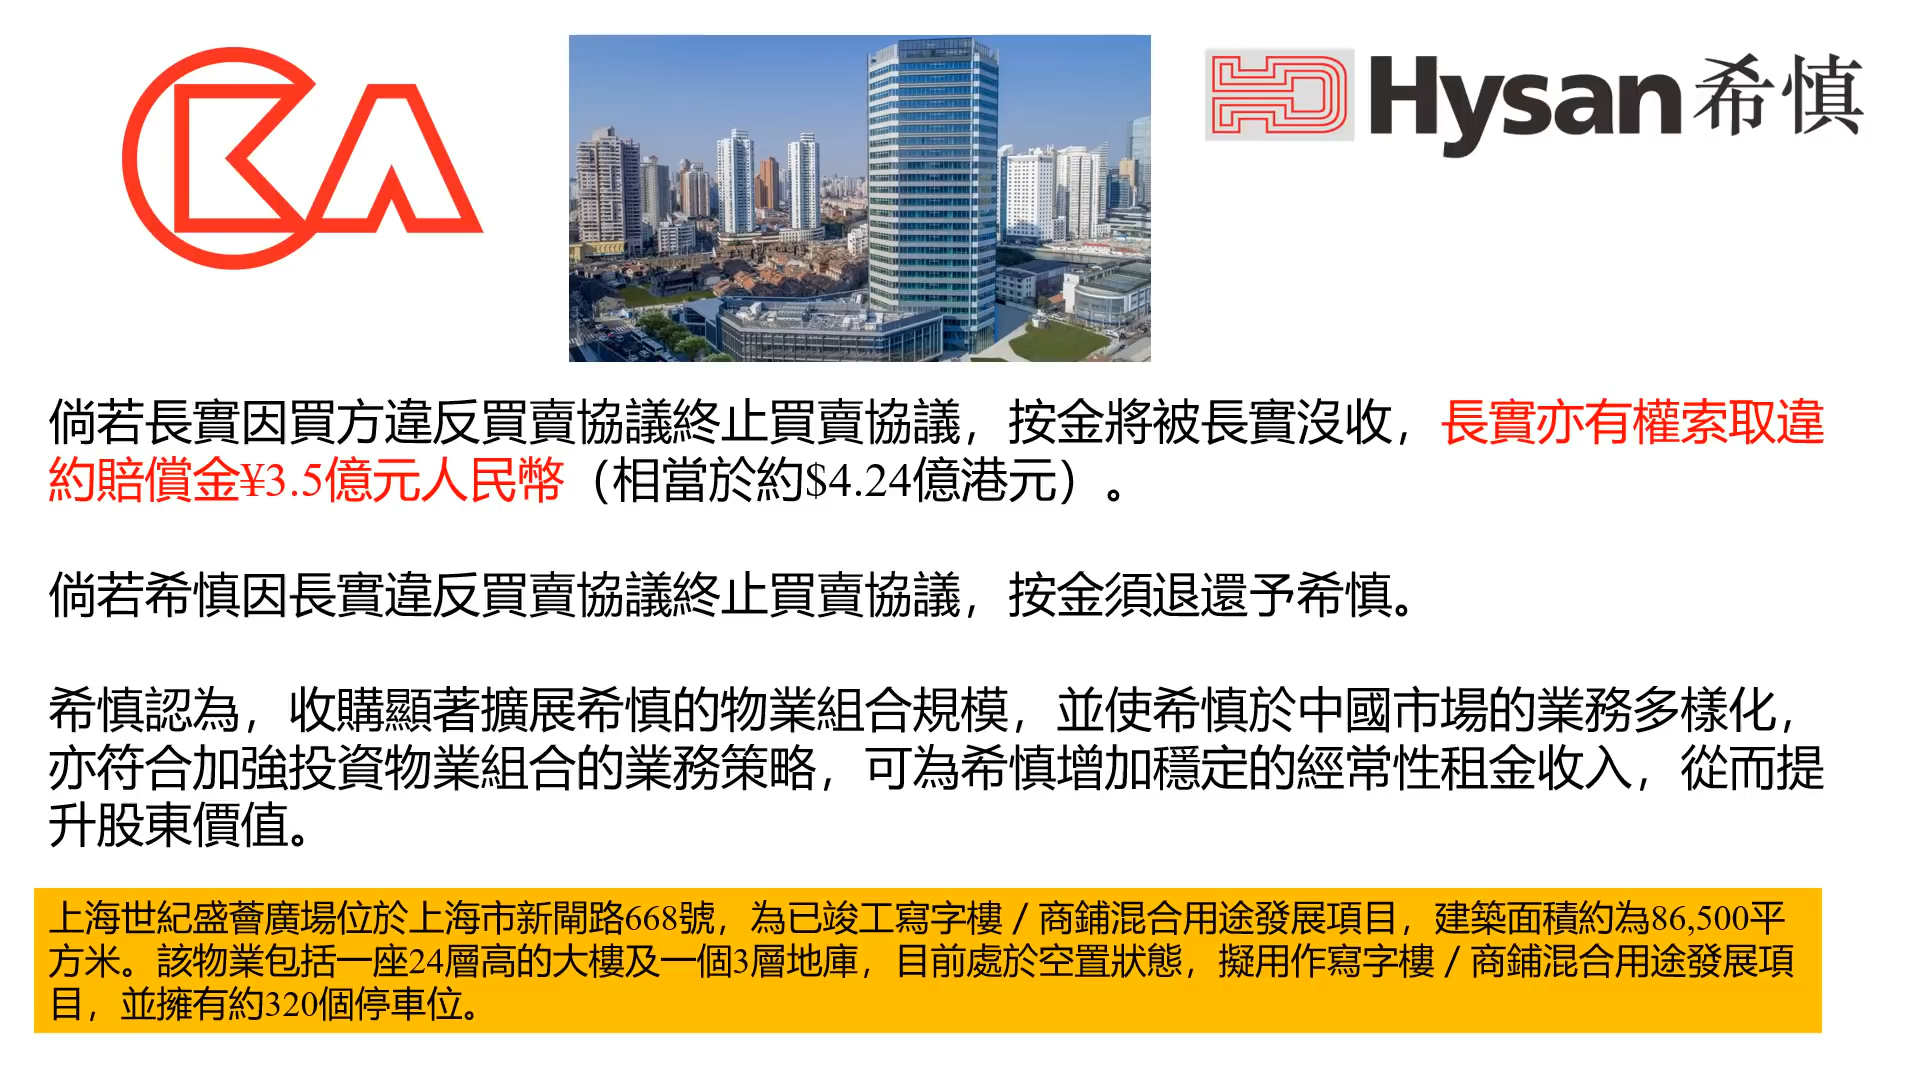 CKA
Hysan希慎
倘若長實因買方違反買賣協議終止買賣協議，按金將被長實沒收，長實亦有權索取違
約賠償金¥3.5億元人民幣（相當於約$4.24億港元）。
倘若希慎因長實違反買賣協議終止買賣協議，按金須退還予希慎。
希慎認為，收購顯著擴展希慎的物業組合規模，並使希慎於中國市場的業務多樣化，
亦符合加強投資物業組合的業務策略，可為希慎增加穩定的經常性租金收入，從而提
升股東價值。
上海世紀盛薈廣場位於上海市新閘路668號，為已竣工寫字樓／商鋪混合用途發展項目，建築面積約為86,500平
方米。該物業包括一座24層高的大樓及一個3層地庫，目前處於空置狀態，擬用作寫字樓／商鋪混合用途發展項
目，並擁有約320個停車位。